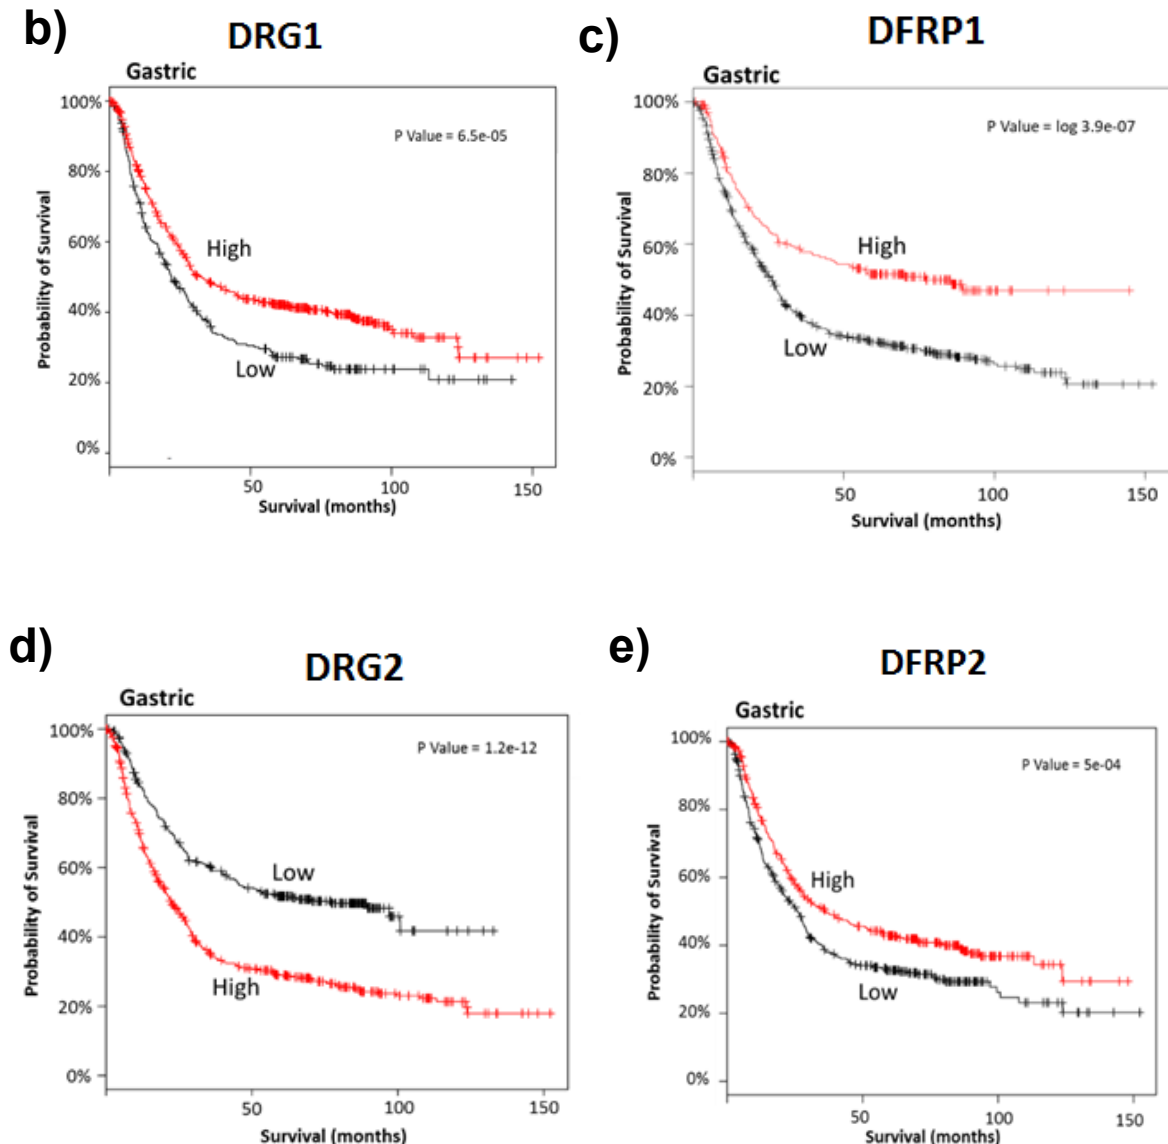 b)
DRG1
Gastric
P Value = 6.5e-05
100%
80%
60%
40%
20%
0%
High
Low
50
100
150
Probability of Survival
Survival (months)
c)
DFRP1
Gastric
P Value = log 3.9e-07
100%
80%
60%
40%
20%
0%
High
Low
50
100
150
Probability of Survival
Survival (months)
d)
DRG2
Gastric
P Value = 1.2e-12
100%
80%
60%
40%
20%
0%
Low
High
50
100
150
Probability of Survival
Survival (months)
e)
DFRP2
Gastric
P Value = 5e-04
100%
80%
60%
40%
20%
0%
High
Low
50
100
150
Probability of Survival
Survival (months)